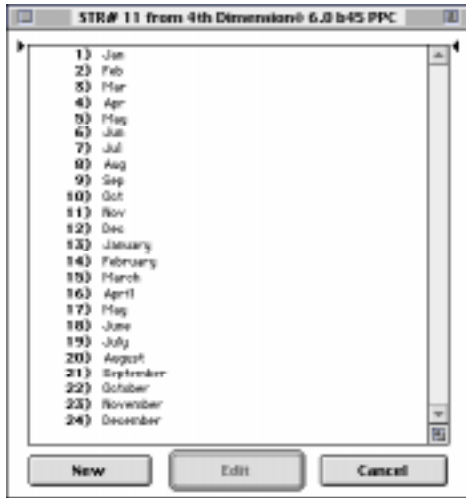 STR# 11 from 4th Dimension® 6.0 b45 PPC
1) Jan
2) Feb
3) Mar
4) Apr
5) May
6) Jun
7) Jul
8) Aug
9) Sep
10) Oct
11) Nov
12) Dec
13) January
14) February
15) March
16) April
17) May
18) June
19) July
20) August
21) September
22) October
23) November
24) December
New Edit Cancel